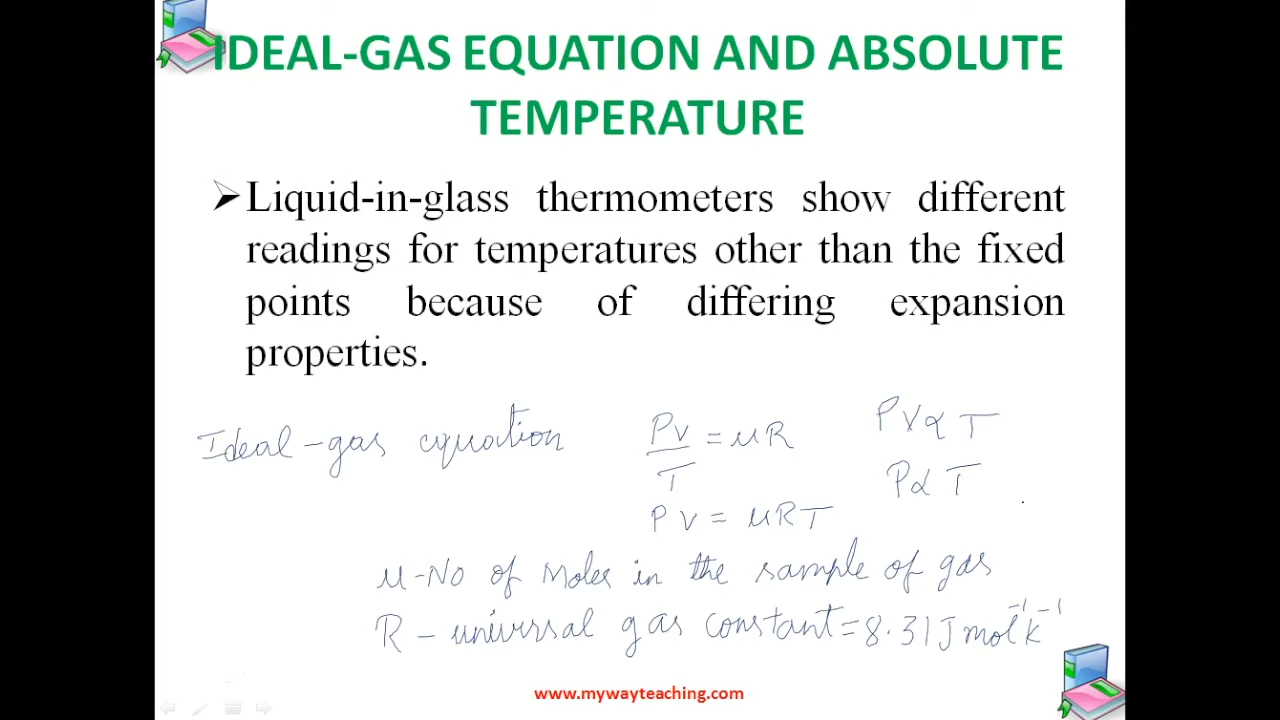 IDEAL-GAS EQUATION AND ABSOLUTE
TEMPERATURE
➢Liquid-in-glass thermometers show different
readings for temperatures other than the fixed
points because of differing expansion
properties.
Ideal-gas equation PV/T = μR PV∝ T
P∝ T
PV = μRT
μ-No of moles in the sample of gas
R - universal gas constant = 8.31 J mol⁻¹ k⁻¹
www.mywayteaching.com